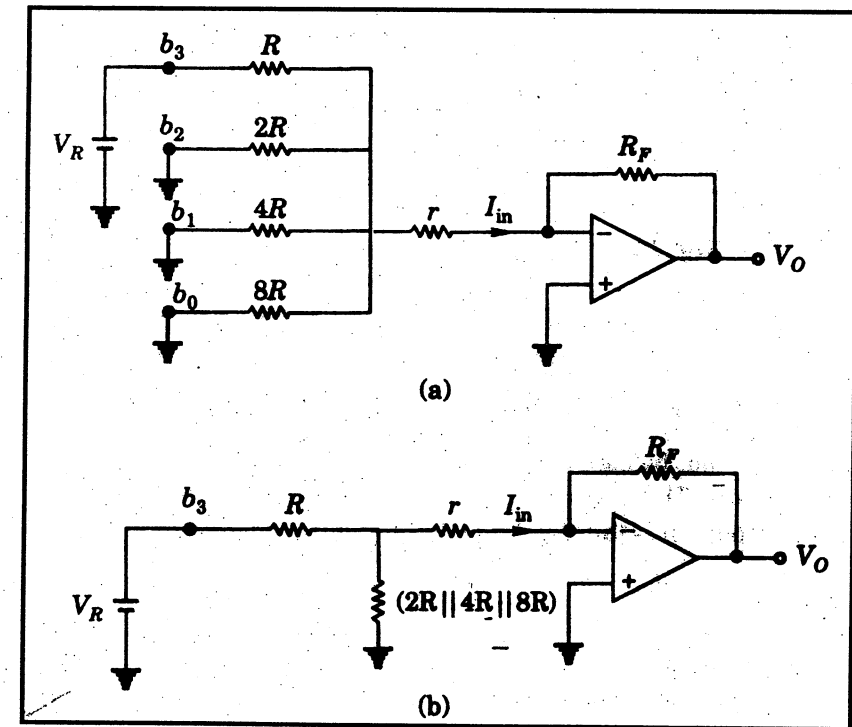 b₃ R
V_R
b₂ 2R
R_F
b₁ 4R
r I_in
−
V_O
+
b₀ 8R
(a)
R_F
b₃ R r I_in
−
V_O
V_R
(2R||4R||8R)
+
(b)